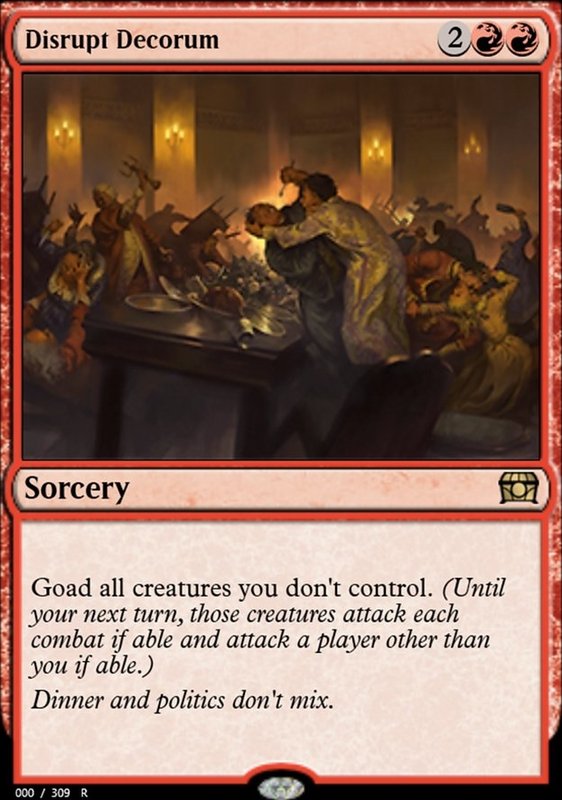 Disrupt Decorum 2
Sorcery
Goad all creatures you don't control. (Until
your next turn, those creatures attack each
combat if able and attack a player other than
you if able.)
Dinner and politics don't mix.
000 / 309 R